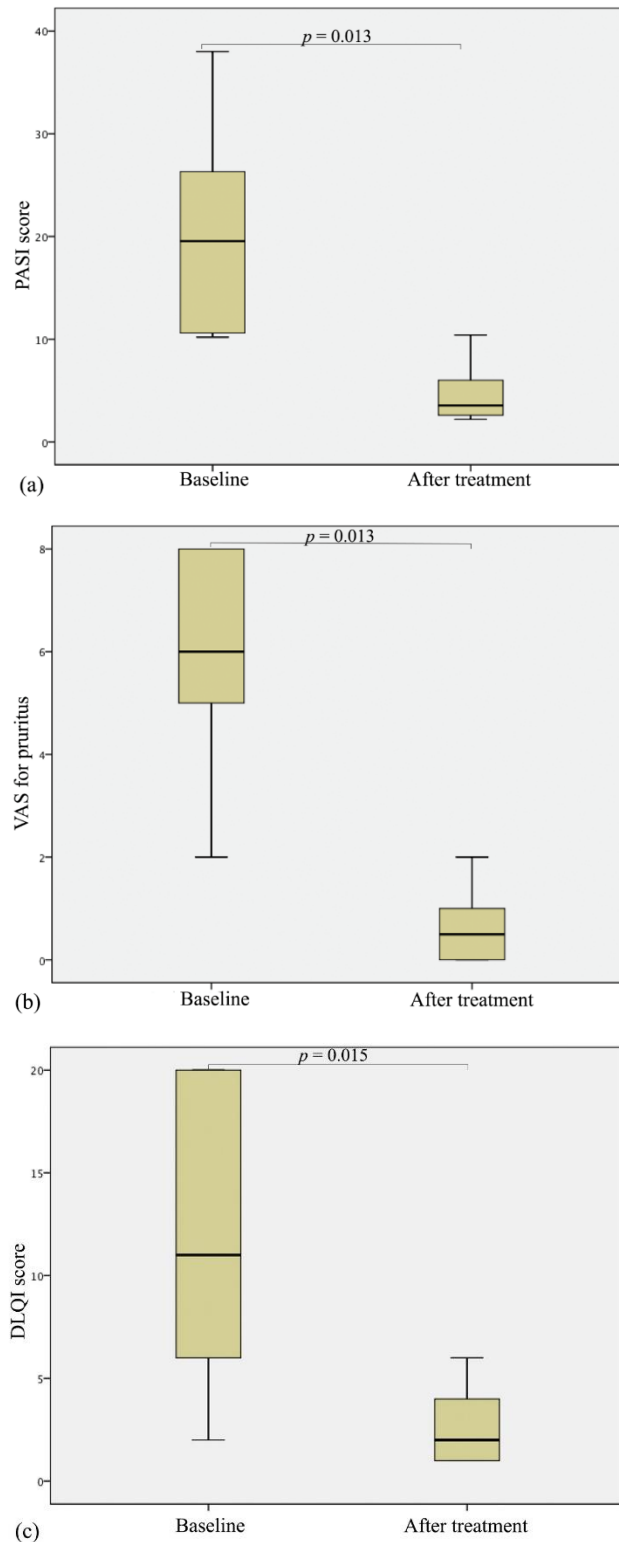 p = 0.013
40
30
20
10
0
PASI score
Baseline After treatment
(a)
p = 0.013
8
6
4
2
0
VAS for pruritus
Baseline After treatment
(b)
p = 0.015
20
15
10
5
0
DLQI score
Baseline After treatment
(c)